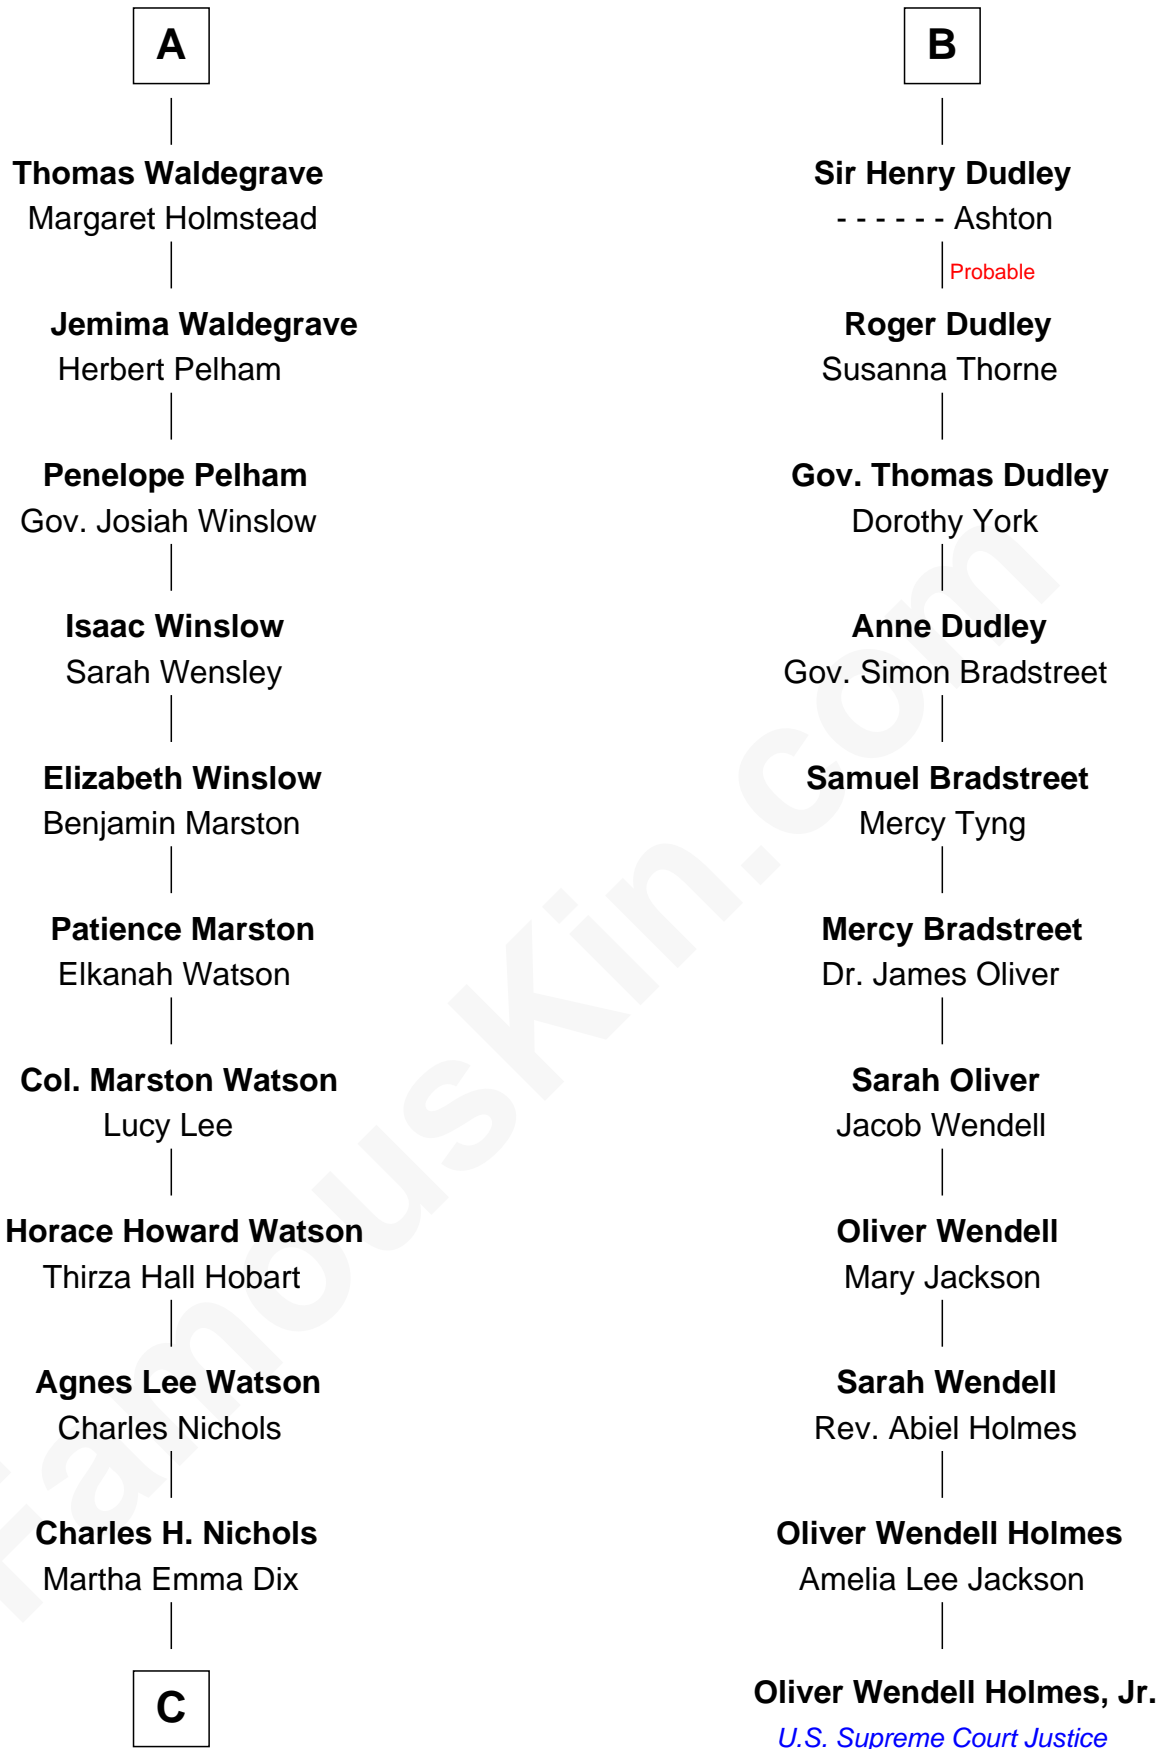 A
Thomas Waldegrave
Margaret Holmstead
Jemima Waldegrave
Herbert Pelham
Penelope Pelham
Gov. Josiah Winslow
Isaac Winslow
Sarah Wensley
Elizabeth Winslow
Benjamin Marston
Patience Marston
Elkanah Watson
Col. Marston Watson
Lucy Lee
Horace Howard Watson
Thirza Hall Hobart
Agnes Lee Watson
Charles Nichols
Charles H. Nichols
Martha Emma Dix
C
B
Sir Henry Dudley
- - - - - - Ashton
Probable
Roger Dudley
Susanna Thorne
Gov. Thomas Dudley
Dorothy York
Anne Dudley
Gov. Simon Bradstreet
Samuel Bradstreet
Mercy Tyng
Mercy Bradstreet
Dr. James Oliver
Sarah Oliver
Jacob Wendell
Oliver Wendell
Mary Jackson
Sarah Wendell
Rev. Abiel Holmes
Oliver Wendell Holmes
Amelia Lee Jackson
Oliver Wendell Holmes, Jr.
U.S. Supreme Court Justice
FamousKin.com